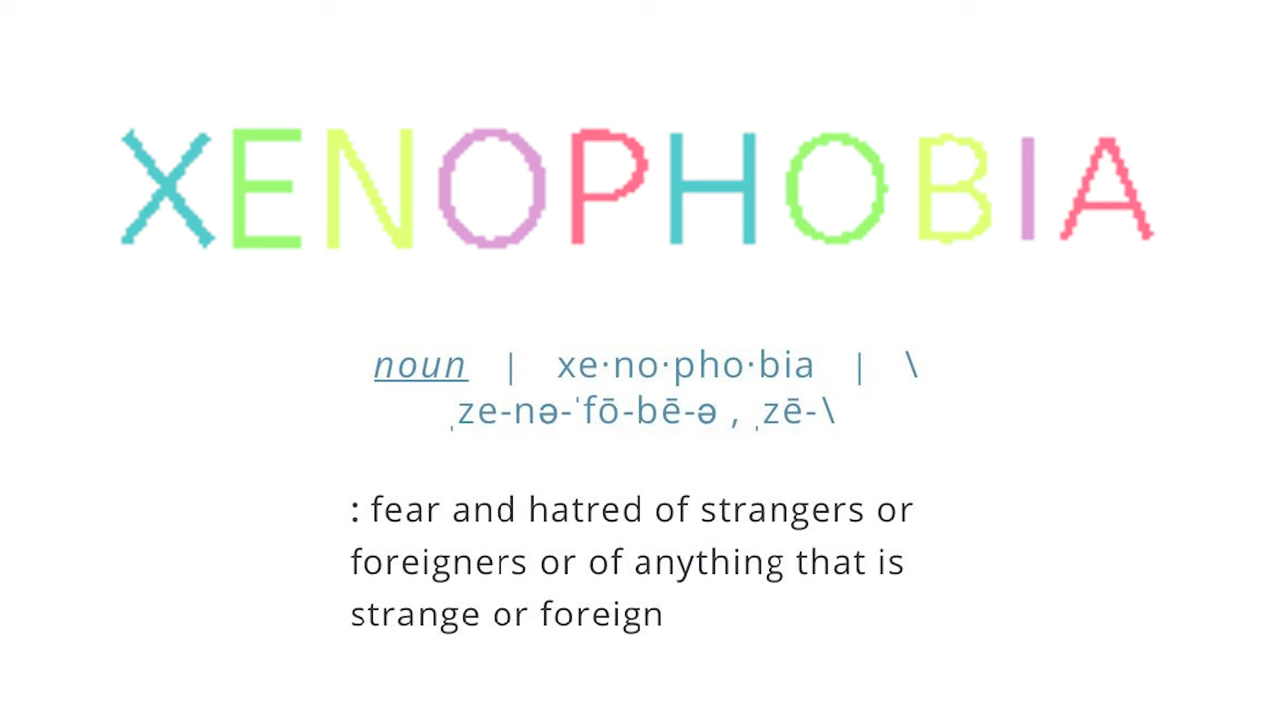 XENOPHOBIA
noun | xe·no·pho·bia | \
ˌze-nə-ˈfō-bē-ə , ˌzē-\
: fear and hatred of strangers or
foreigners or of anything that is
strange or foreign